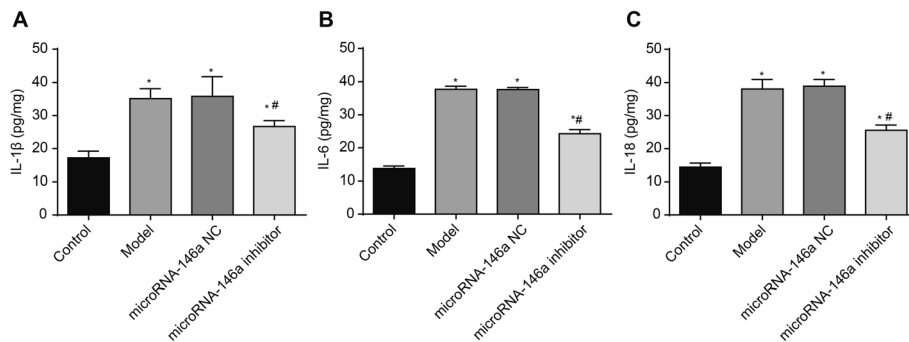 A
IL-1β (pg/mg)
50
40
30
20
10
0
*
*
* #
Control
Model
microRNA-146a NC
microRNA-146a inhibitor
B
IL-6 (pg/mg)
50
40
30
20
10
0
*
*
*#
Control
Model
microRNA-146a NC
microRNA-146a inhibitor
C
IL-18 (pg/mg)
50
40
30
20
10
0
*
*
* #
Control
Model
microRNA-146a NC
microRNA-146a inhibitor